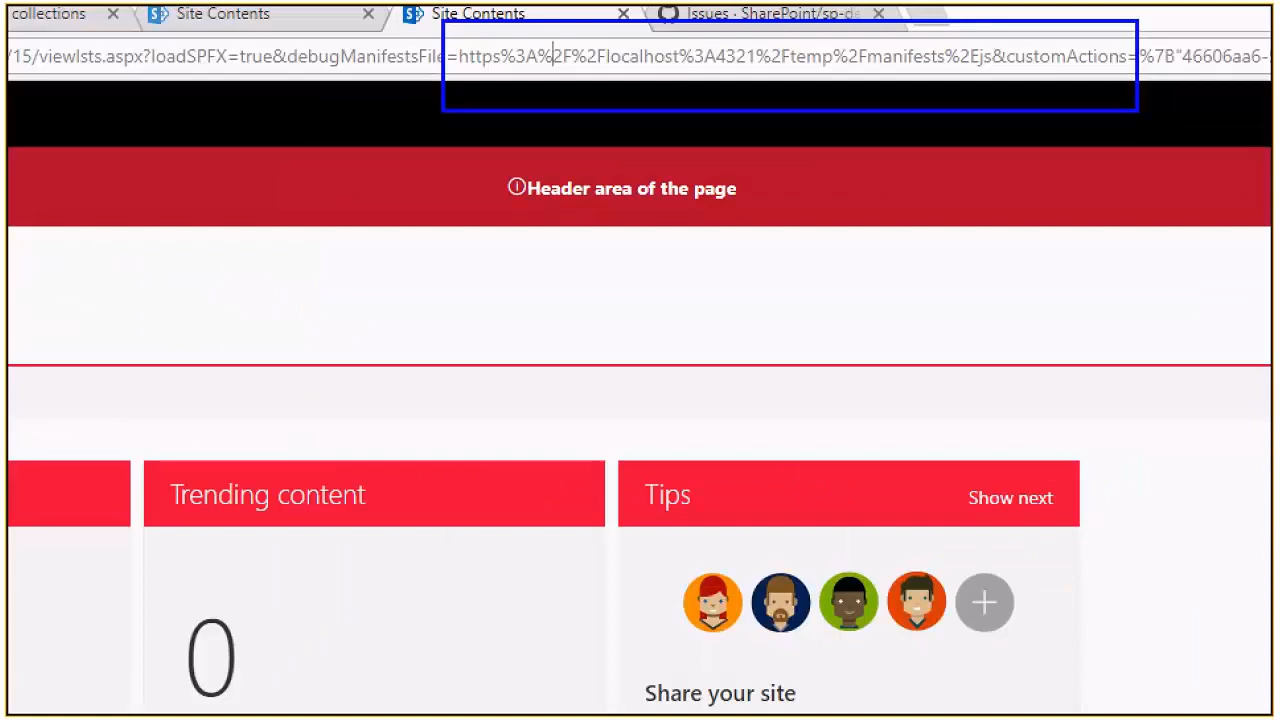 collections
Site Contents
Site Contents
Issues · SharePoint/sp-de
/15/viewlsts.aspx?loadSPFX=true&debugManifestsFile=https%3A%2F%2Flocalhost%3A4321%2Ftemp%2Fmanifests%2Ejs&customActions=%7B"46606aa6-
Header area of the page
Trending content
Tips
Show next
0
Share your site